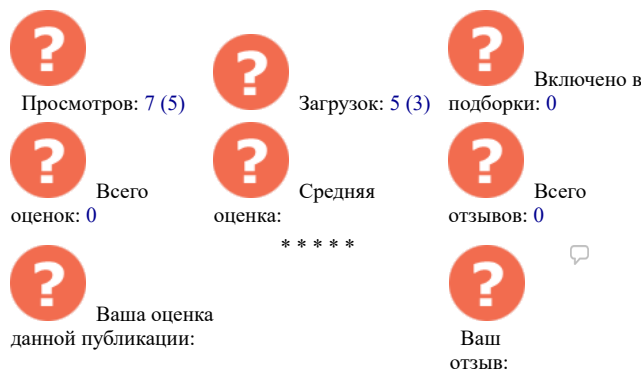 Просмотров: 7 (5)
Загрузок: 5 (3)
Включено в
подборки: 0
Всего
оценок: 0
Средняя
оценка:
Всего
отзывов: 0
* * * * *
Ваша оценка
данной публикации:
Ваш
отзыв: